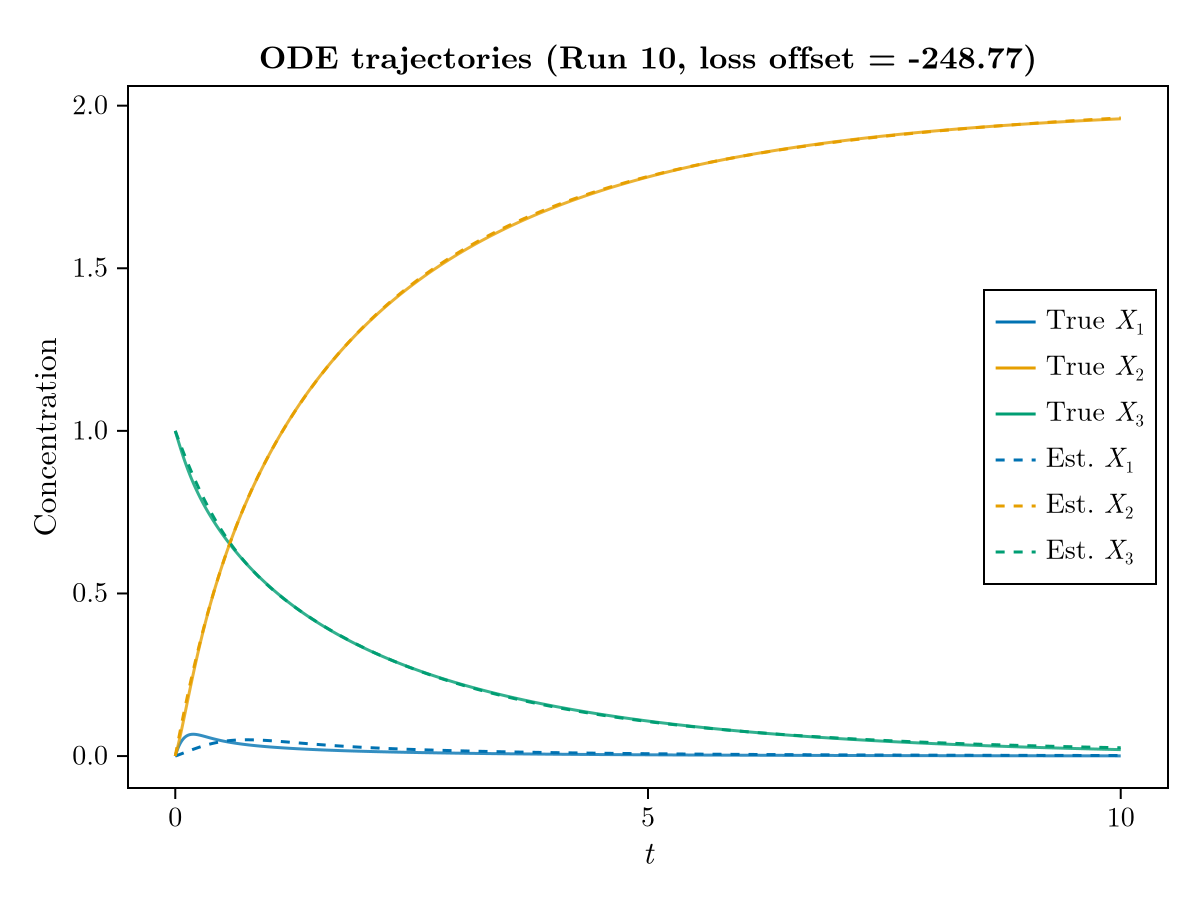 ODE trajectories (Run 10, loss offset = -248.77)
Concentration
2.0
1.5
1.0
0.5
0.0
True X₁
True X₂
True X₃
Est. X₁
Est. X₂
Est. X₃
0 5 10
t